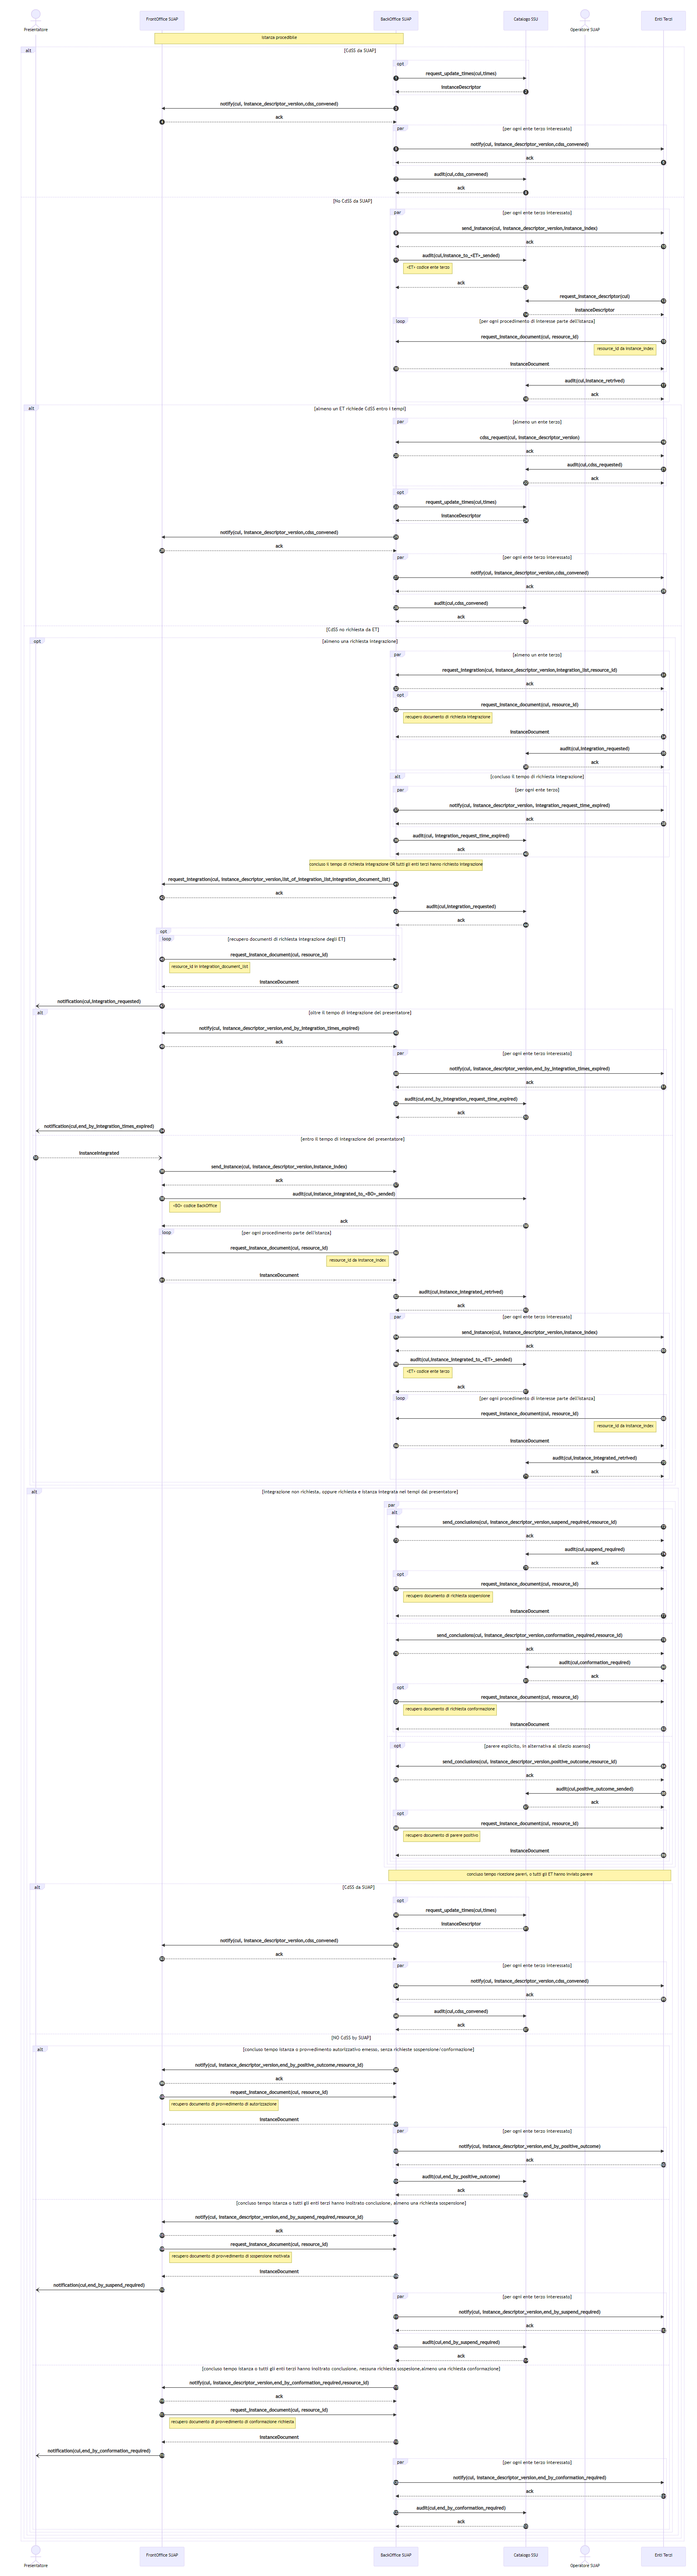 Presentatore
FrontOffice SUAP
BackOffice SUAP
Catalogo SSU
Operatore SUAP
Enti Terzi
Istanza procedibile
alt
[CdSS da SUAP]
opt
request_update_times(cui,times)
InstanceDescriptor
notify(cui, instance_descriptor_version,cdss_convened)
ack
par
[per ogni ente terzo interessato]
notify(cui, instance_descriptor_version,cdss_convened)
ack
audit(cui,cdss_convened)
ack
[No CdSS da SUAP]
par
[per ogni ente terzo interessato]
send_instance(cui, instance_descriptor_version,instance_index)
ack
audit(cui,instance_to_<ET>_sended)
<ET> codice ente terzo
ack
request_instance_descriptor(cui)
InstanceDescriptor
loop
[per ogni procedimento di interesse parte dell'istanza]
request_instance_document(cui, resource_id)
resource_id da instance_index
InstanceDocument
audit(cui,instance_retrived)
ack
alt
[almeno un ET richiede CdSS entro i tempi]
par
[almeno un ente terzo]
cdss_request(cui, instance_descriptor_version)
ack
audit(cui,cdss_requested)
ack
opt
request_update_times(cui,times)
InstanceDescriptor
notify(cui, instance_descriptor_version,cdss_convened)
ack
par
[per ogni ente terzo interessato]
notify(cui, instance_descriptor_version,cdss_convened)
ack
audit(cui,cdss_convened)
ack
[CdSS no richiesta da ET]
opt
[almeno una richiesta integrazione]
par
[almeno un ente terzo]
request_integration(cui, instance_descriptor_version,integration_list,resource_id)
ack
opt
request_instance_document(cui, resource_id)
recupero documento di richiesta integrazione
InstanceDocument
audit(cui,integration_requested)
ack
alt
[concluso il tempo di richiesta integrazione]
par
[per ogni ente terzo]
notify(cui, instance_descriptor_version, integration_request_time_expired)
ack
audit(cui, integration_request_time_expired)
ack
concluso il tempo di richiesta integrazione OR tutti gli enti terzi hanno richiesto integrazione
request_integration(cui, instance_descriptor_version,list_of_integration_list,integration_document_list)
ack
audit(cui,integration_requested)
ack
opt
loop
[recupero documenti di richiesta integrazione degli ET]
request_instance_document(cui, resource_id)
resource_id in integration_document_list
InstanceDocument
notification(cui,integration_requested)
alt
[oltre il tempo di integrazione del presentatore]
notify(cui, instance_descriptor_version,end_by_integration_times_expired)
ack
par
[per ogni ente terzo interessato]
notify(cui, instance_descriptor_version,end_by_integration_times_expired)
ack
audit(cui,end_by_integration_request_time_expired)
ack
notification(cui,end_by_integration_times_expired)
[entro il tempo di integrazione del presentatore]
InstanceIntegrated
send_instance(cui, instance_descriptor_version,instance_index)
ack
audit(cui,instance_integrated_to_<BO>_sended)
<BO> codice BackOffice
ack
loop
[per ogni procedimento parte dell'istanza]
request_instance_document(cui, resource_id)
resource_id da instance_index
InstanceDocument
audit(cui,instance_integrated_retrived)
ack
par
[per ogni ente terzo interessato]
send_instance(cui, instance_descriptor_version,instance_index)
ack
audit(cui,instance_integrated_to_<ET>_sended)
<ET> codice ente terzo
ack
loop
[per ogni procedimento di interesse parte dell'istanza]
request_instance_document(cui, resource_id)
resource_id da instance_index
InstanceDocument
audit(cui,instance_integrated_retrived)
ack
alt
[integrazione non richiesta, oppure richiesta e istanza integrata nei tempi dal presentatore]
par
alt
send_conclusions(cui, instance_descriptor_version,suspend_required,resource_id)
ack
audit(cui,suspend_required)
ack
opt
request_instance_document(cui, resource_id)
recupero documento di richiesta sospensione
InstanceDocument
send_conclusions(cui, instance_descriptor_version,conformation_required,resource_id)
ack
audit(cui,conformation_required)
ack
opt
request_instance_document(cui, resource_id)
recupero documento di richiesta conformazione
InstanceDocument
opt
[parere esplicito, in alternativa al silezio assenso]
send_conclusions(cui, instance_descriptor_version,positive_outcome,resource_id)
ack
audit(cui,positive_outcome_sended)
ack
opt
request_instance_document(cui, resource_id)
recupero documento di parere positivo
InstanceDocument
concluso tempo ricezione pareri, o tutti gli ET hanno inviato parere
alt
[CdSS da SUAP]
opt
request_update_times(cui,times)
InstanceDescriptor
notify(cui, instance_descriptor_version,cdss_convened)
ack
par
[per ogni ente terzo interessato]
notify(cui, instance_descriptor_version,cdss_convened)
ack
audit(cui,cdss_convened)
ack
[NO CdSS by SUAP]
alt
[concluso tempo istanza o provvedimento autorizzativo emesso, senza richieste sospensione/conformazione]
notify(cui, instance_descriptor_version,end_by_positive_outcome,resource_id)
ack
request_instance_document(cui, resource_id)
recupero documento di provvedimento di autorizzazione
InstanceDocument
par
[per ogni ente terzo interessato]
notify(cui, instance_descriptor_version,end_by_positive_outcome)
ack
audit(cui,end_by_positive_outcome)
ack
[concluso tempo istanza o tutti gli enti terzi hanno inoltrato conclusione, almeno una richiesta sospensione]
notify(cui, instance_descriptor_version,end_by_suspend_required,resource_id)
ack
request_instance_document(cui, resource_id)
recupero documento di provvedimento di sospensione motivata
InstanceDocument
notification(cui,end_by_suspend_required)
par
[per ogni ente terzo interessato]
notify(cui, instance_descriptor_version,end_by_suspend_required)
ack
audit(cui,end_by_suspend_required)
ack
[concluso tempo istanza o tutti gli enti terzi hanno inoltrato conclusione, nessuna richiesta sospesione,almeno una richiesta conformazione]
notify(cui, instance_descriptor_version,end_by_conformation_required,resource_id)
ack
request_instance_document(cui, resource_id)
recupero documento di provvedimento di conformazione richiesta
InstanceDocument
notification(cui,end_by_conformation_required)
par
[per ogni ente terzo interessato]
notify(cui, instance_descriptor_version,end_by_conformation_required)
ack
audit(cui,end_by_conformation_required)
ack
Presentatore
FrontOffice SUAP
BackOffice SUAP
Catalogo SSU
Operatore SUAP
Enti Terzi